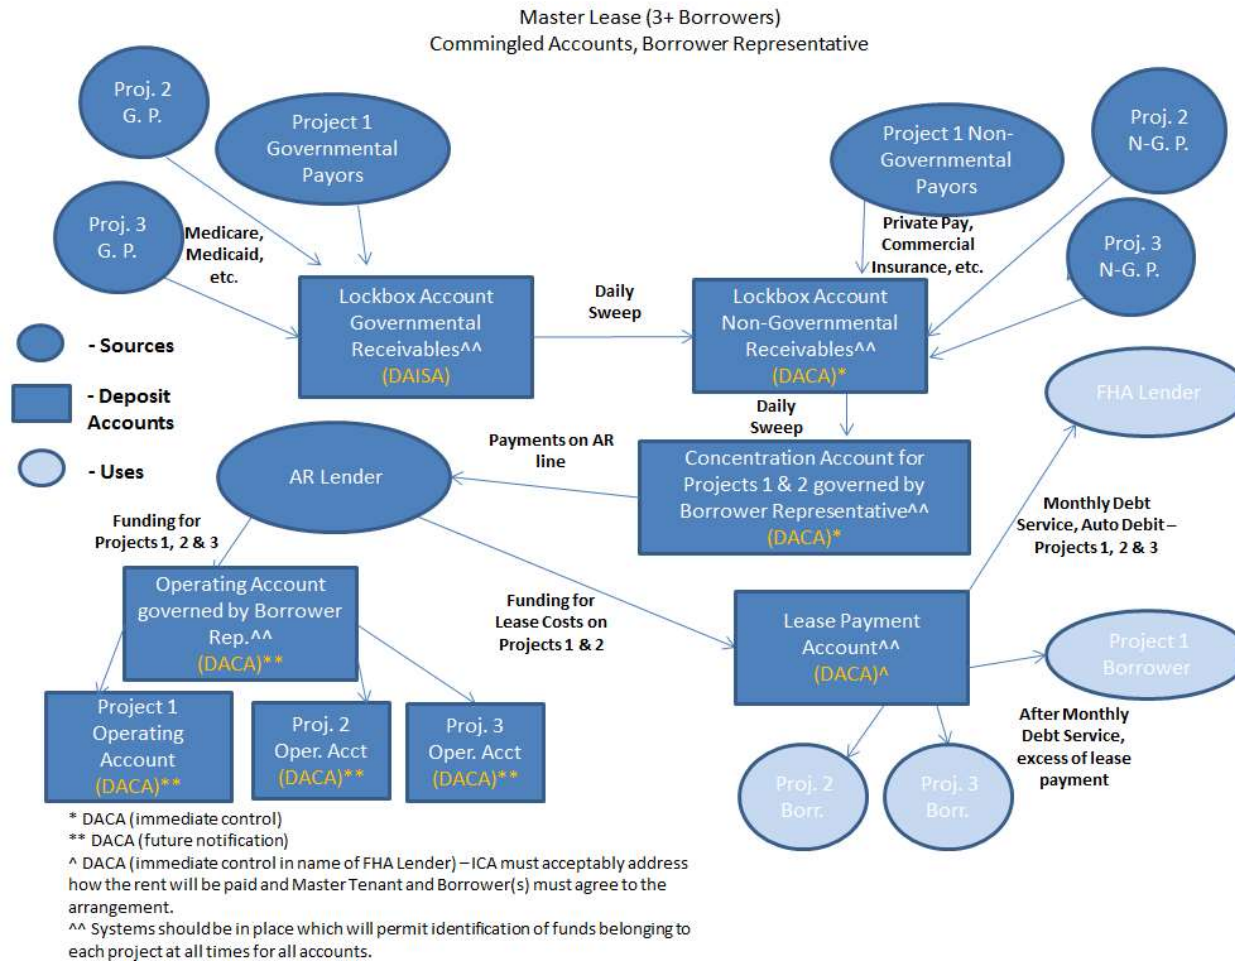 Master Lease (3+ Borrowers)
Commingled Accounts, Borrower Representative
Proj. 2
G. P.
Project 1
Governmental
Payors
Project 1 Non-
Governmental
Payors
Proj. 2
N-G. P.
Proj. 3
G. P.
Medicare,
Medicaid,
etc.
Private Pay,
Commercial
Insurance, etc.
Proj. 3
N-G. P.
Lockbox Account
Governmental
Receivables^^
(DAISA)
Daily
Sweep
Lockbox Account
Non-Governmental
Receivables^^
(DACA)*
- Sources
- Deposit
Accounts
- Uses
Daily
Sweep
FHA Lender
Payments on AR
line
AR Lender
Concentration Account for
Projects 1 & 2 governed by
Borrower Representative^^
(DACA)*
Funding for
Projects 1, 2 & 3
Monthly Debt
Service, Auto Debit –
Projects 1, 2 & 3
Operating Account
governed by Borrower
Rep.^^
(DACA)**
Funding for
Lease Costs on
Projects 1 & 2
Lease Payment
Account^^
(DACA)^
Project 1
Borrower
Project 1
Operating
Account
(DACA)**
Proj. 2
Oper. Acct
(DACA)**
Proj. 3
Oper. Acct
(DACA)**
After Monthly
Debt Service,
excess of lease
payment
Proj. 2
Borr.
Proj. 3
Borr.
* DACA (immediate control)
** DACA (future notification)
^ DACA (immediate control in name of FHA Lender) – ICA must acceptably address
how the rent will be paid and Master Tenant and Borrower(s) must agree to the
arrangement.
^^ Systems should be in place which will permit identification of funds belonging to
each project at all times for all accounts.